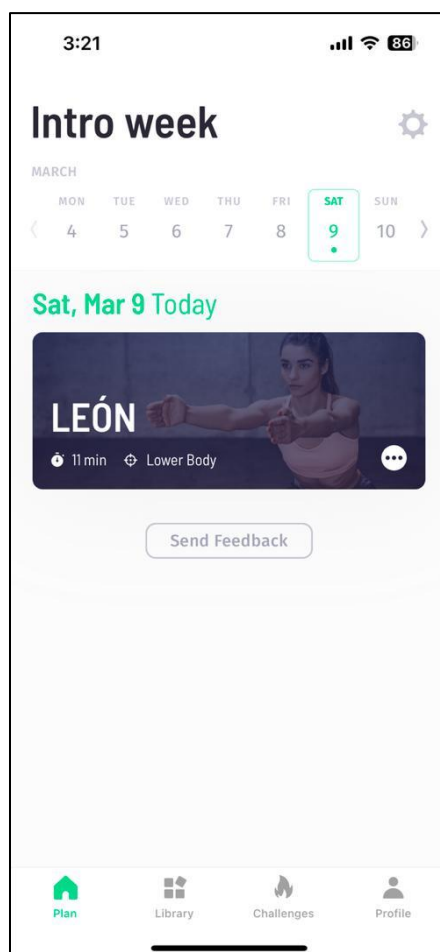 3:21 86
Intro week
MARCH
MON TUE WED THU FRI SAT SUN
4 5 6 7 8 9 10
Sat, Mar 9 Today
LEÓN
11 min Lower Body
Send Feedback
Plan Library Challenges Profile